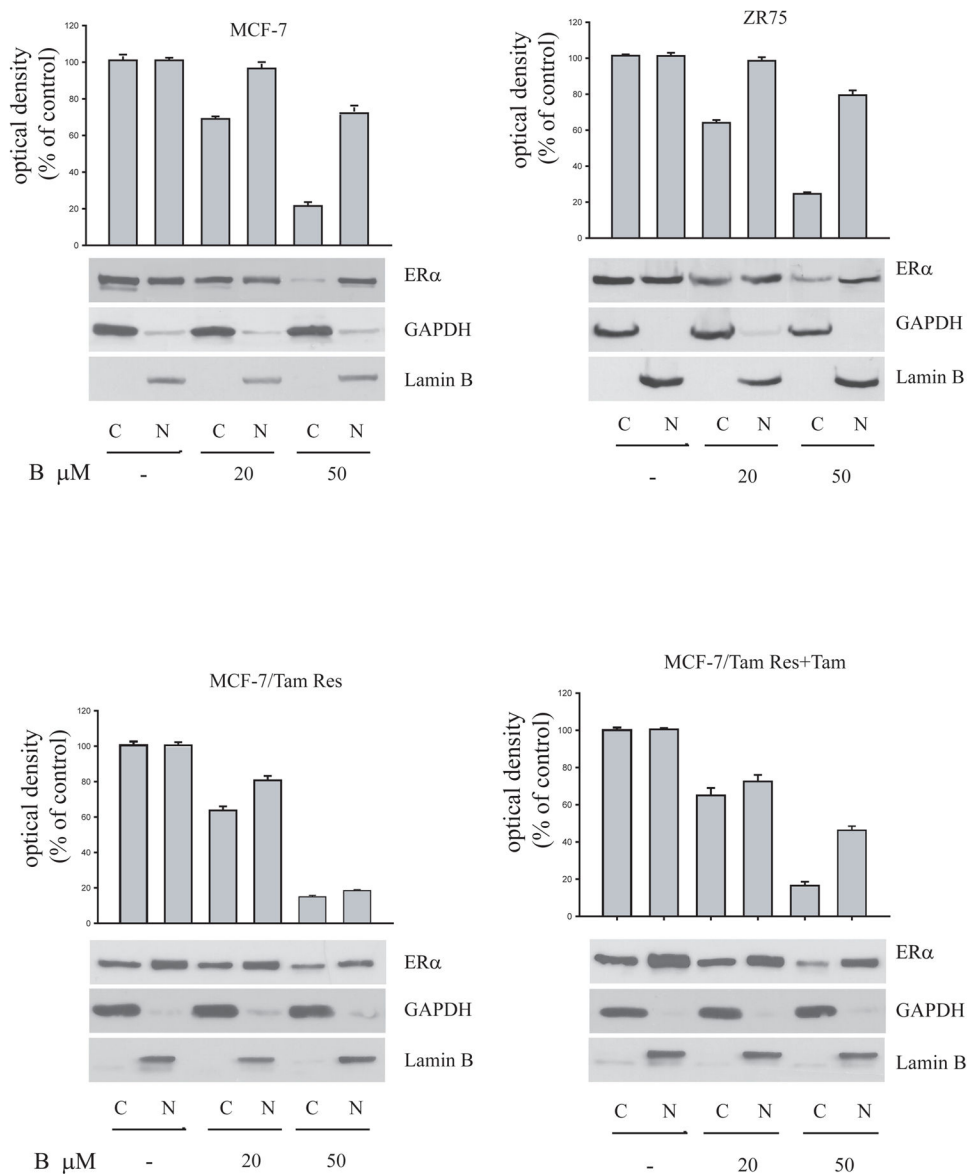 MCF-7
optical density
(% of control)
120
100
80
60
40
20
0
ERα
GAPDH
Lamin B
C N C N C N
B μM - 20 50
ZR75
optical density
(% of control)
120
100
80
60
40
20
0
ERα
GAPDH
Lamin B
C N C N C N
- 20 50
MCF-7/Tam Res
optical density
(% of control)
120
100
80
60
40
20
0
ERα
GAPDH
Lamin B
C N C N C N
B μM - 20 50
MCF-7/Tam Res+Tam
optical density
(% of control)
120
100
80
60
40
20
0
ERα
GAPDH
Lamin B
C N C N C N
- 20 50